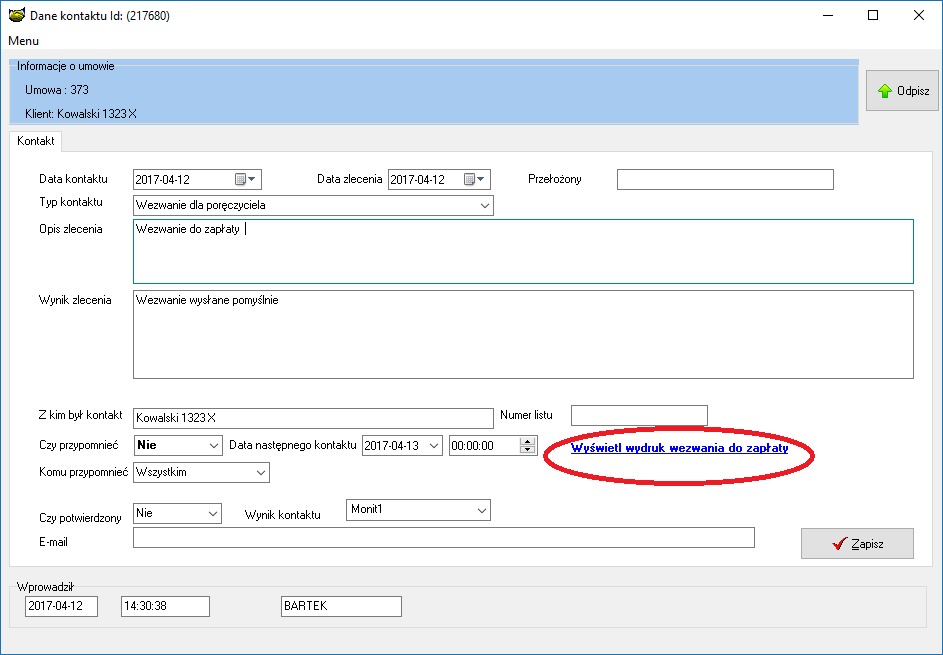 Dane kontaktu Id: (217680)
Menu
Informacje o umowie
Umowa : 373
Klient: Kowalski 1323 X
Odpisz
Kontakt
Data kontaktu 2017-04-12 Data zlecenia 2017-04-12 Przełożony
Typ kontaktu Wezwanie dla poręczyciela
Opis zlecenia Wezwanie do zapłaty
Wynik zlecenia Wezwanie wysłane pomyślnie
Z kim był kontakt Kowalski 1323 X Numer listu
Czy przypomnieć Nie Data następnego kontaktu 2017-04-13 00:00:00 Wyświetl wydruk wezwania do zapłaty
Komu przypomnieć Wszystkim
Czy potwierdzony Nie Wynik kontaktu Monit1
E-mail
Zapisz
Wprowadził
2017-04-12 14:30:38 BARTEK